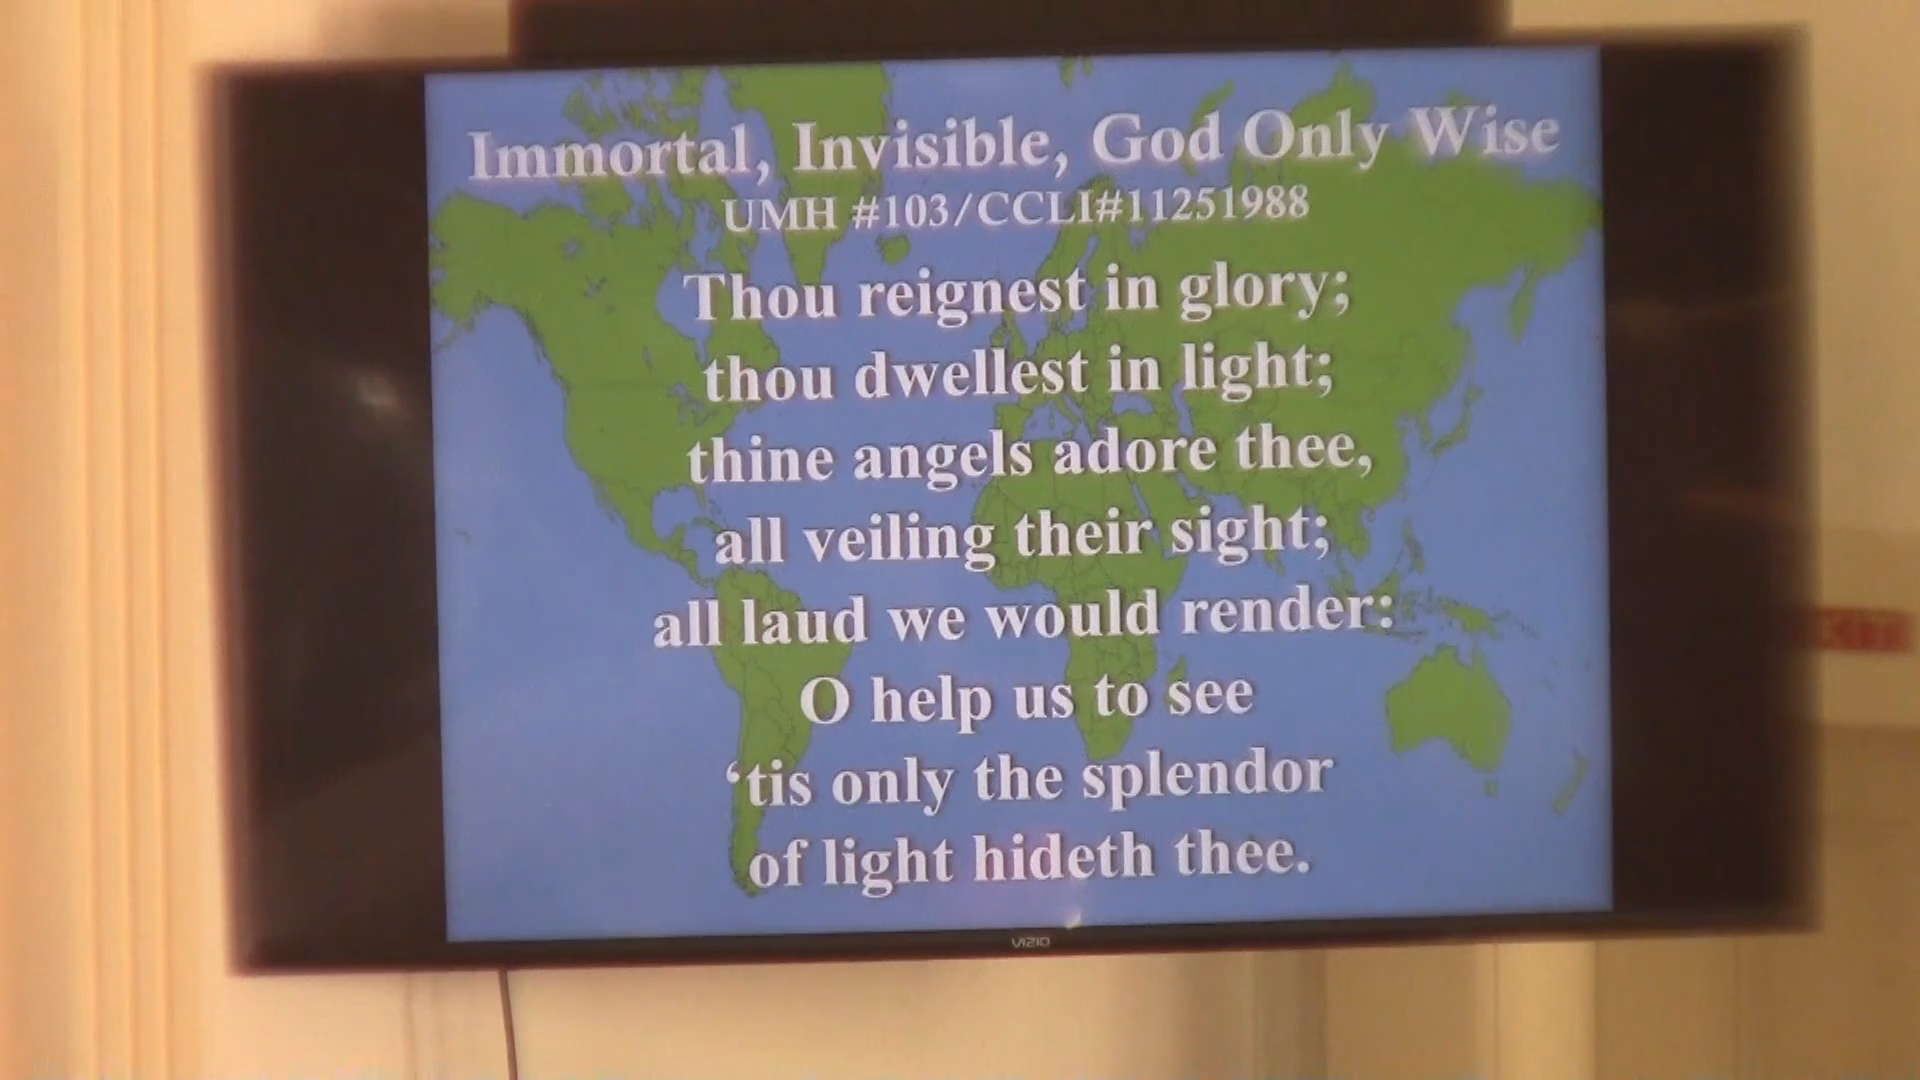 Immortal, Invisible, God Only Wise
UMH #103/CCLI#11251988
Thou reignest in glory;
thou dwellest in light;
thine angels adore thee,
all veiling their sight;
all laud we would render:
O help us to see
‘tis only the splendor
of light hideth thee.
VIZIO